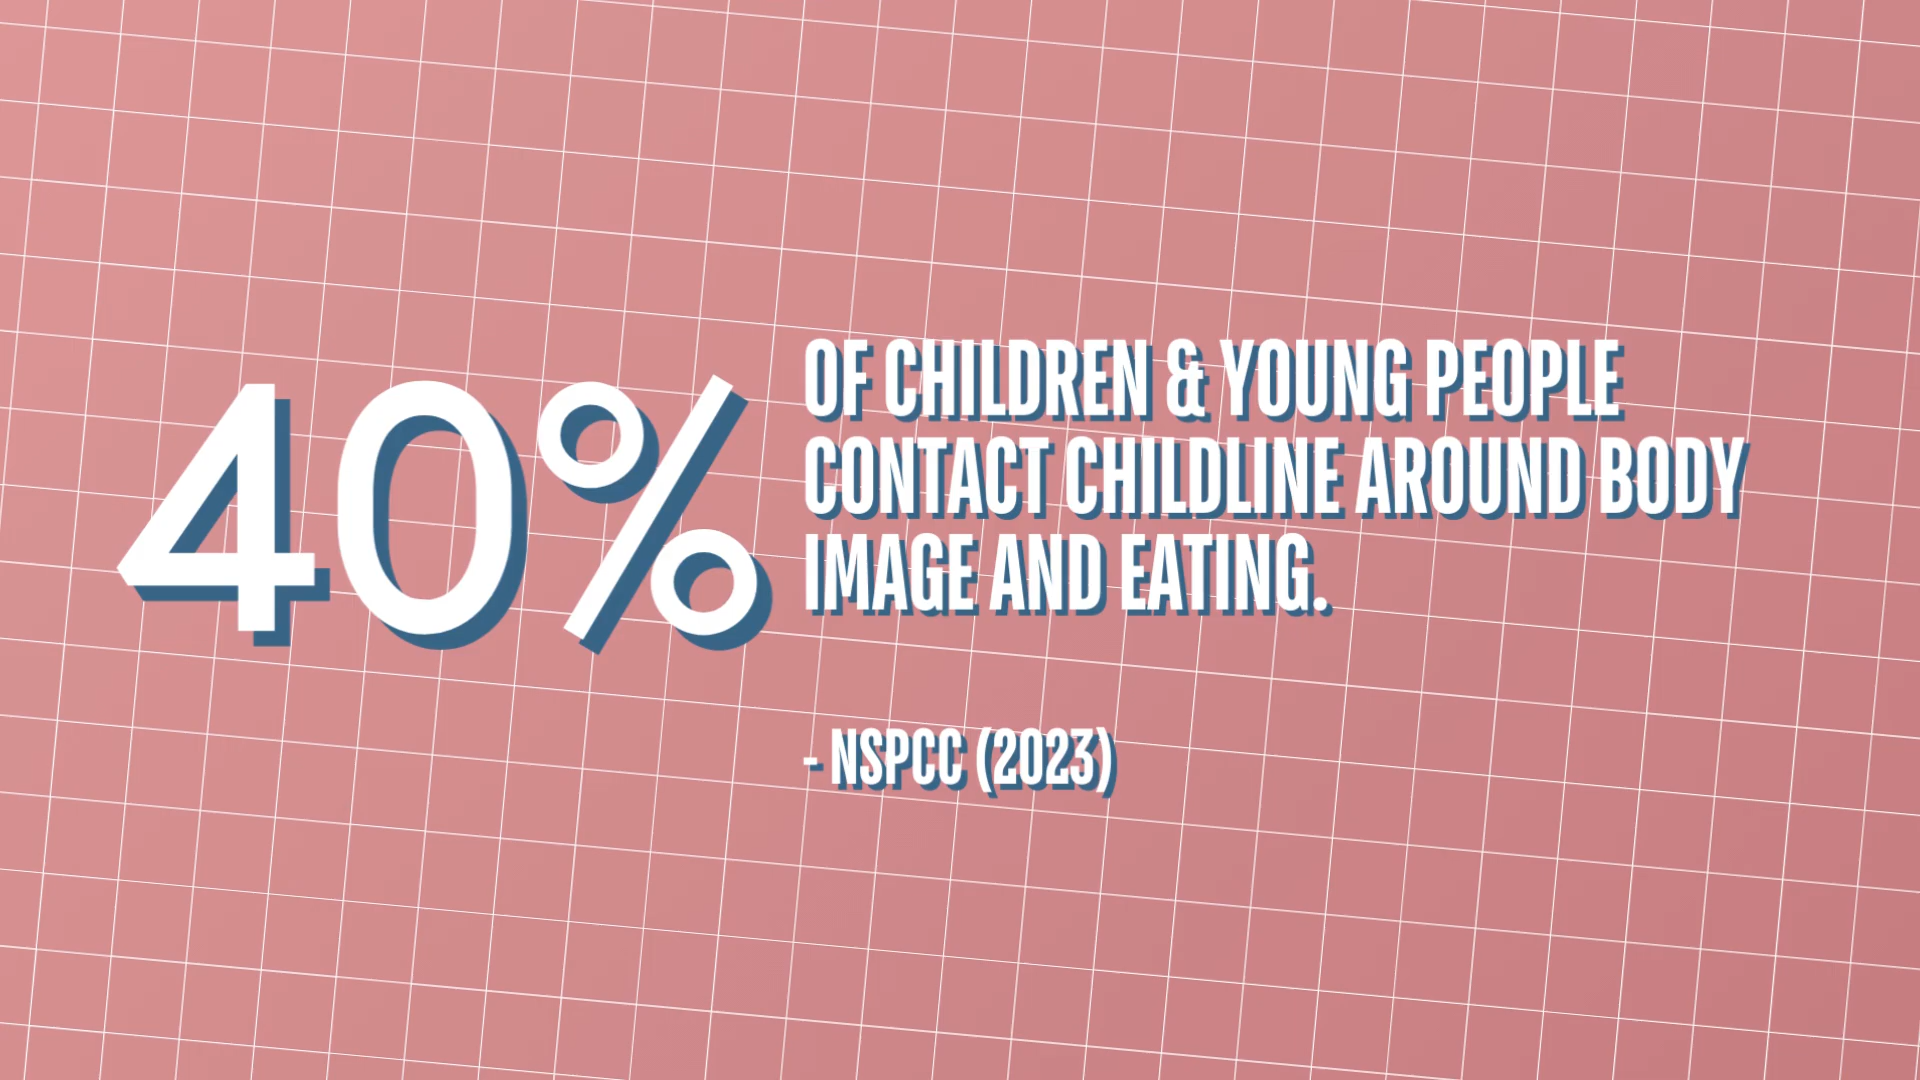 40%
OF CHILDREN & YOUNG PEOPLE
CONTACT CHILDLINE AROUND BODY
IMAGE AND EATING.
- NSPCC (2023)